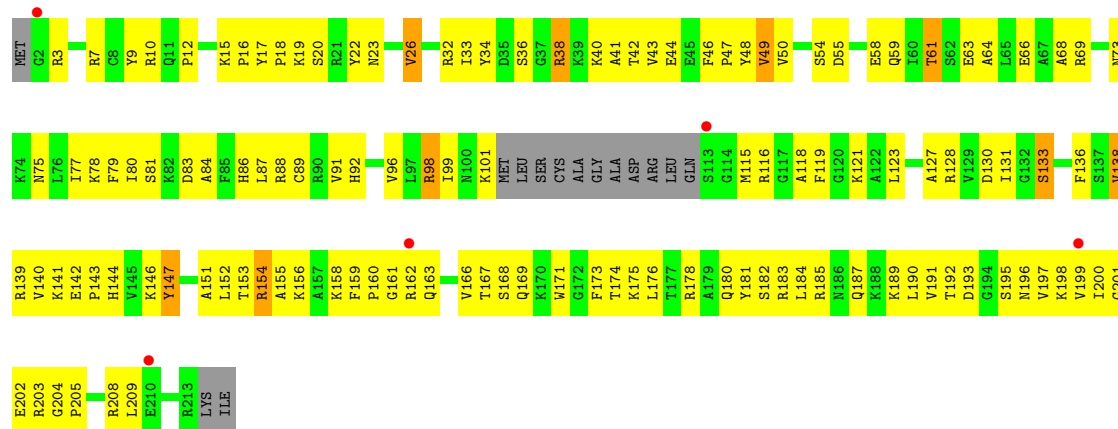 MET G2 R3 R7 C8 Y9 R10 Q11 P12 K15 P16 Y17 P18 K19 S20 R21 Y22 N23 V26 R32 I33 Y34 D35 S36 G37 R38 K39 K40 A41 T42 V43 E44 E45 F46 P47 Y48 V49 V50 S54 D55 E58 Q59 I60 T61 S62 E63 A64 L65 E66 A67 A68 R69 N73
K74 N75 L76 I77 K78 F79 I80 S81 K82 D83 A84 F85 H86 L87 R88 C89 R90 V91 H92 V96 L97 R98 I99 N100 K101 MET LEU SER CYS ALA GLY ALA ASP ARG LEU GLN S113 G114 M115 R116 G117 A118 F119 G120 K121 A122 L123 A127 R128 V129 D130 I131 G132 S133 F136 S137 V138
R139 V140 K141 E142 P143 H144 V145 K146 Y147 A151 L152 T153 R154 A155 K156 A157 K158 F159 P160 G161 R162 Q163 V166 T167 S168 Q169 K170 W171 G172 F173 T174 K175 L176 T177 R178 A179 Q180 Y181 S182 R183 L184 R185 N186 Q187 K188 K189 L190 V191 T192 D193 G194 S195 N196 V197 K198 V199 I200 G201
E202 R203 G204 P205 R208 L209 E210 R213 LYS ILE